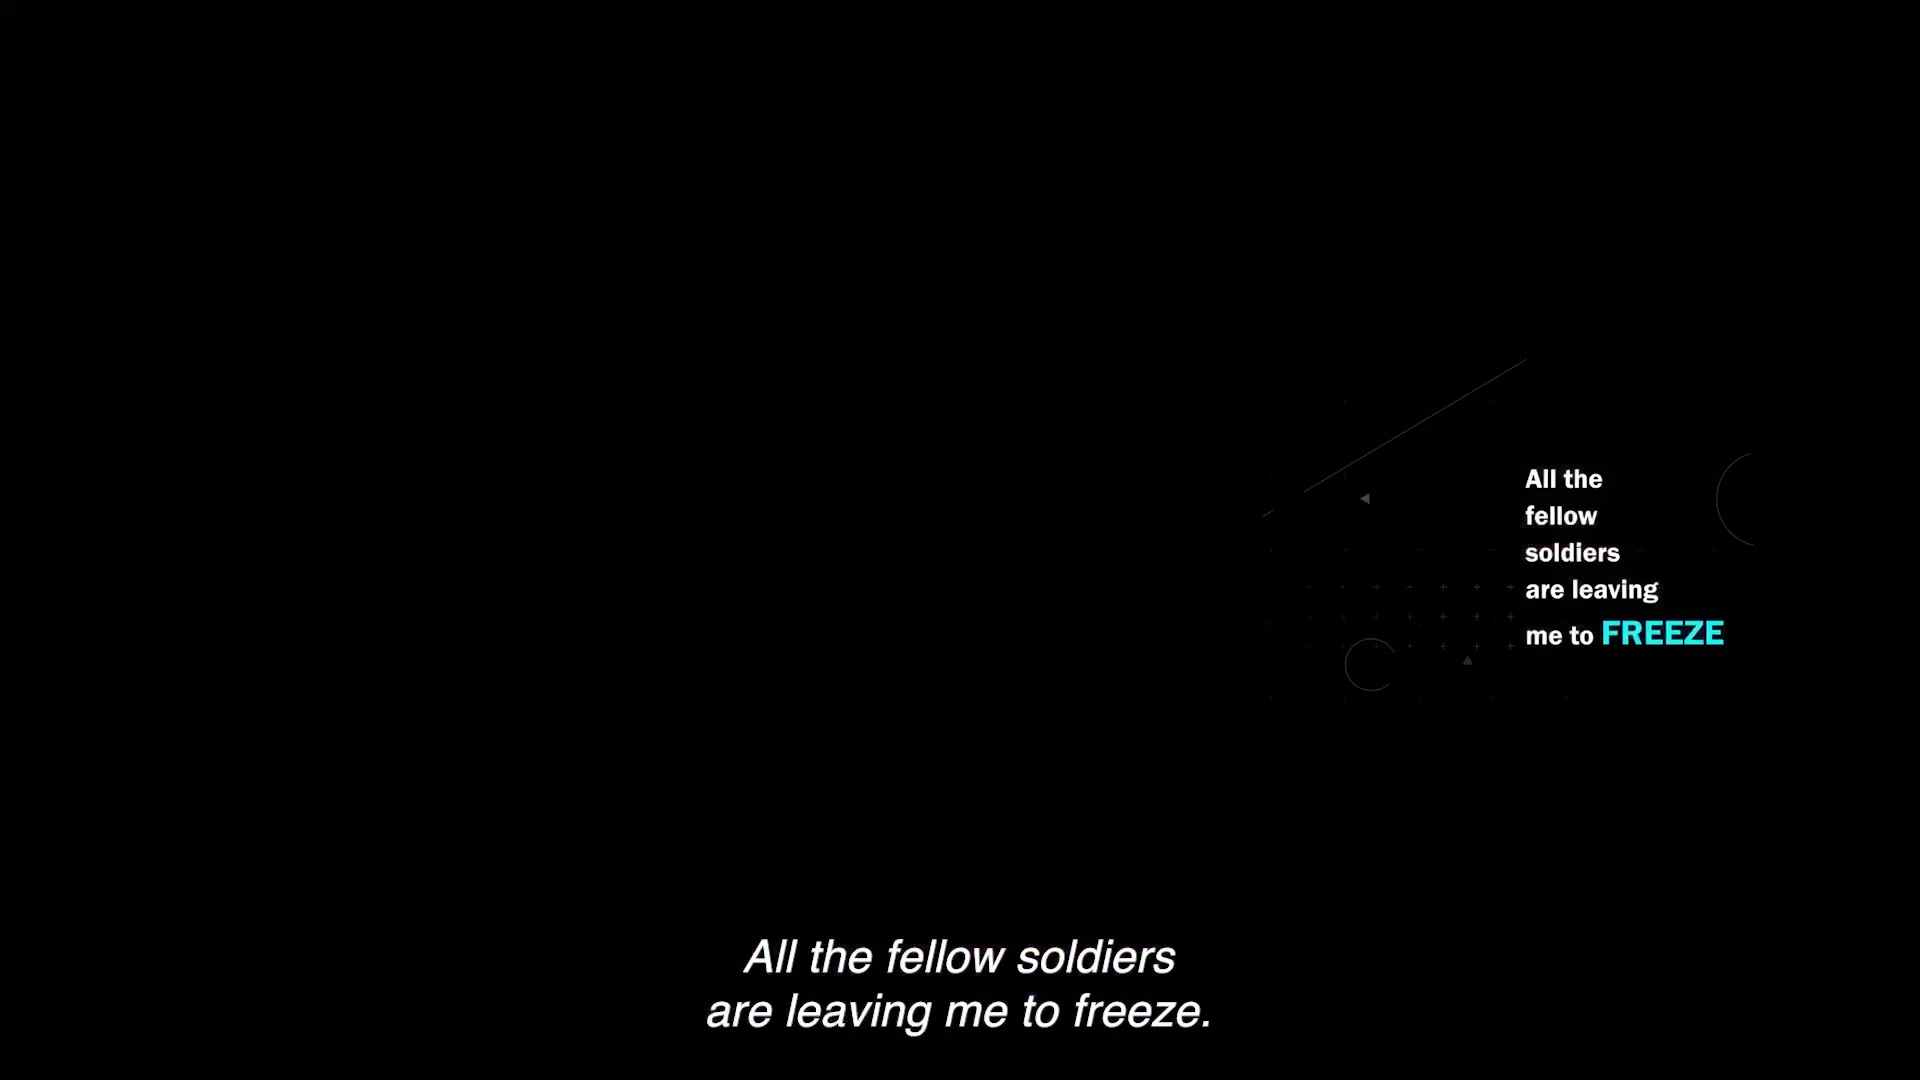 All the
fellow
soldiers
are leaving
me to FREEZE
All the fellow soldiers
are leaving me to freeze.